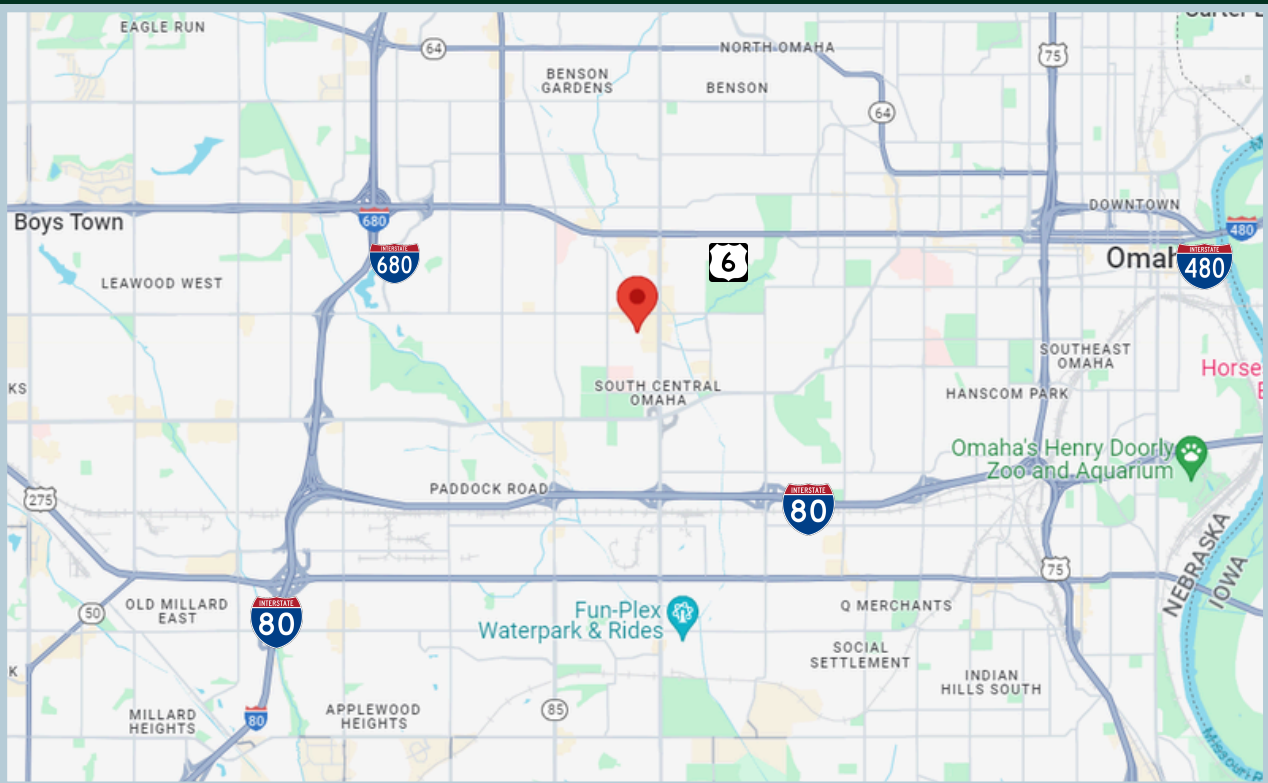 EAGLE RUN
64
NORTH OMAHA
75
BENSON
GARDENS
BENSON
64
Boys Town
680
DOWNTOWN
480
INTERSTATE
680
6
Omah
INTERSTATE
480
LEAWOOD WEST
SOUTHEAST
OMAHA
KS
SOUTH CENTRAL
OMAHA
HANSCOM PARK
Horse
Omaha's Henry Doorly
Zoo and Aquarium
275
PADDOCK ROAD
INTERSTATE
80
NEBRASKA
IOWA
75
50
OLD MILLARD
EAST
INTERSTATE
80
Fun-Plex
Waterpark & Rides
Q MERCHANTS
SOCIAL
SETTLEMENT
K
INDIAN
HILLS SOUTH
MILLARD
HEIGHTS
80
APPLEWOOD
HEIGHTS
85